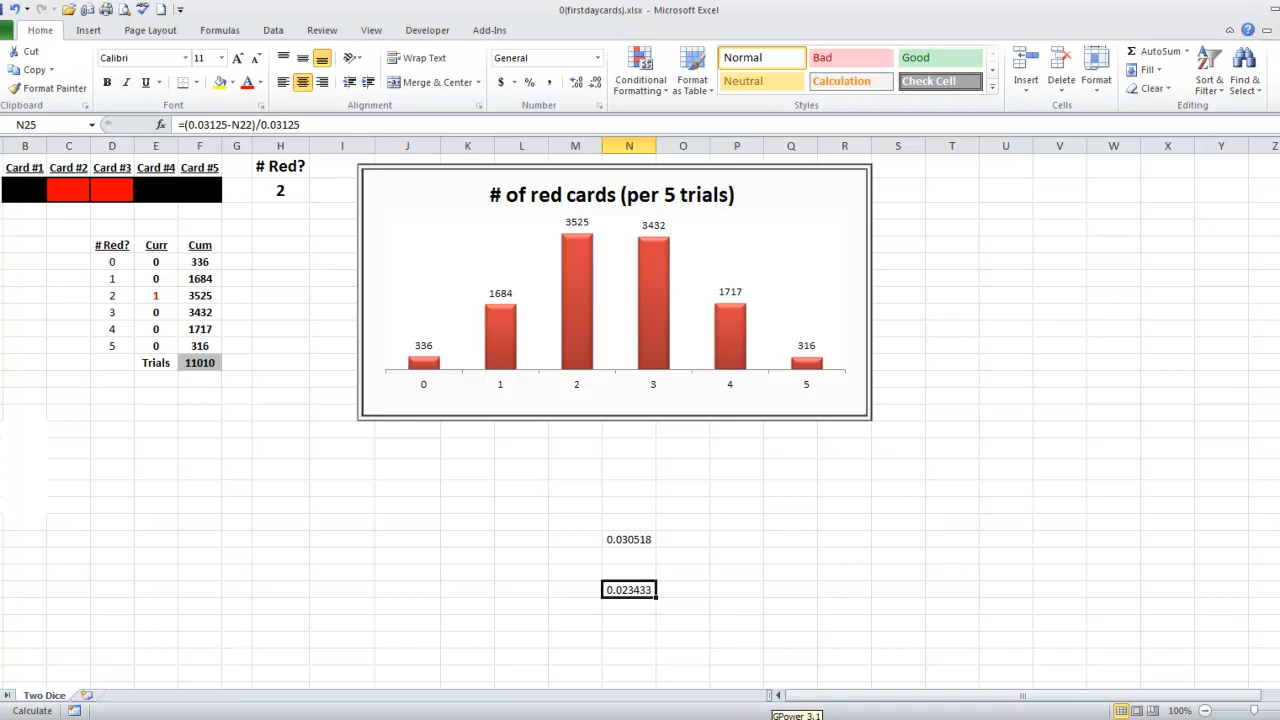 0(firstdaycards).xlsx - Microsoft Excel
Home Insert Page Layout Formulas Data Review View Developer Add-Ins
Cut
Copy
Format Painter
Clipboard
Calibri 11 A A
B I U A
Font
Wrap Text
Merge & Center
Alignment
General
$ % ,
Number
Conditional Formatting
Format as Table
Normal Bad Good
Neutral Calculation Check Cell
Styles
Insert Delete Format
Cells
Σ AutoSum
Fill
Clear
Sort & Filter
Find & Select
Editing
N25 fx =(0.03125-N22)/0.03125
B C D E F G H I J K L M N O P Q R S T U V W X Y Z
Card #1 Card #2 Card #3 Card #4 Card #5 # Red?
2
# Red? Curr Cum
0 0 336
1 0 1684
2 1 3525
3 0 3432
4 0 1717
5 0 316
Trials 11010
# of red cards (per 5 trials)
336 1684 3525 3432 1717 316
0 1 2 3 4 5
0.030518
0.023433
Two Dice
Calculate
GPower 3.1
100%